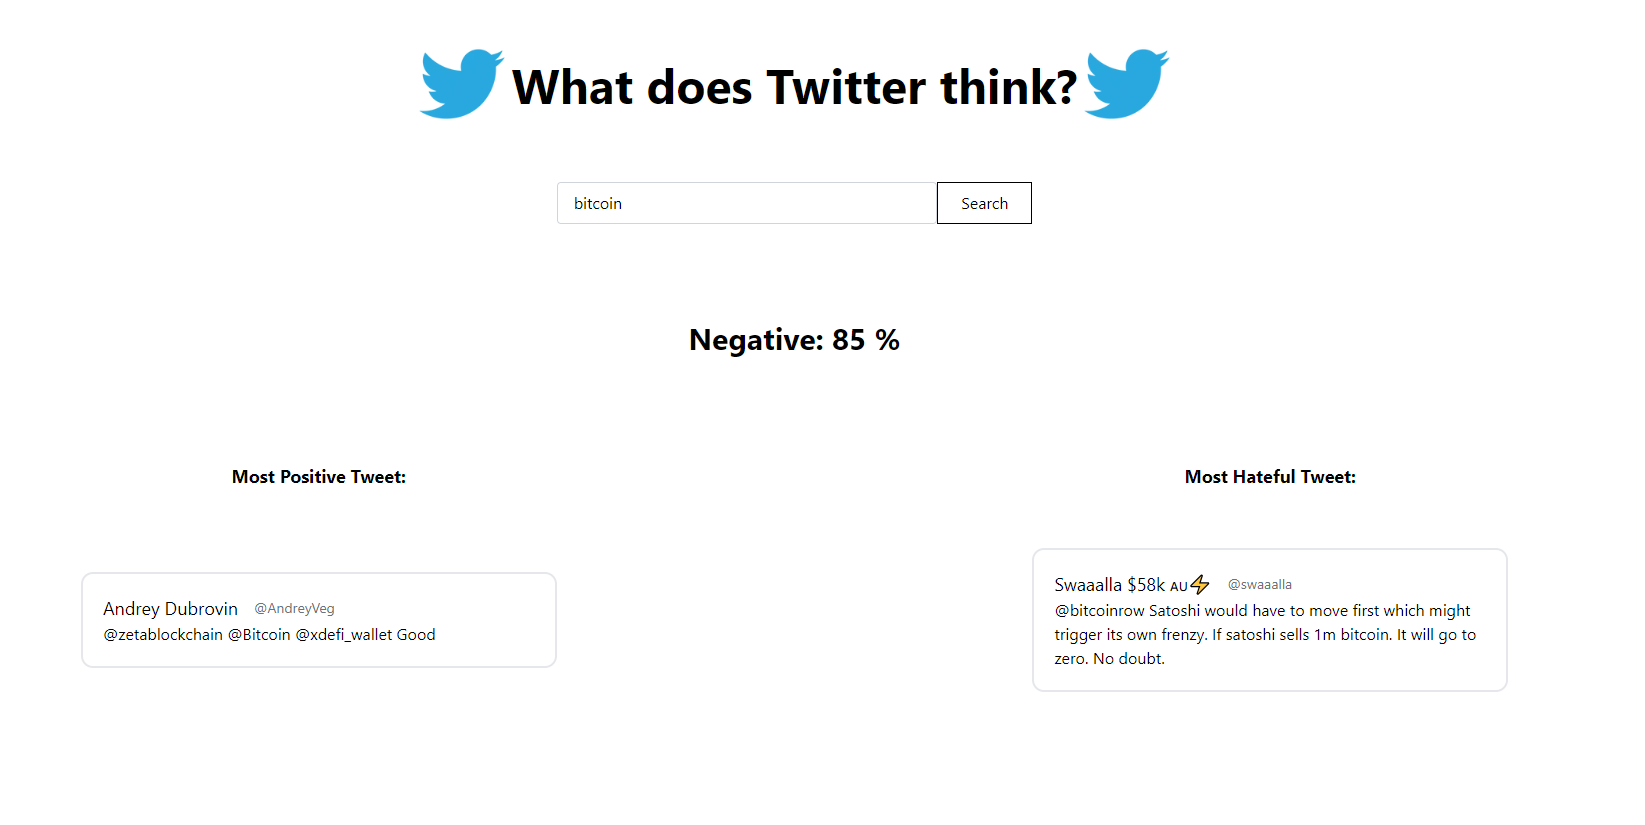 What does Twitter think?
bitcoin
Search
Negative: 85 %
Most Positive Tweet:
Most Hateful Tweet:
Andrey Dubrovin @AndreyVeg
@zetablockchain @Bitcoin @xdefi_wallet Good
Swaaalla $58k ᴀᴜ⚡ @swaaalla
@bitcoinrow Satoshi would have to move first which might
trigger its own frenzy. If satoshi sells 1m bitcoin. It will go to
zero. No doubt.